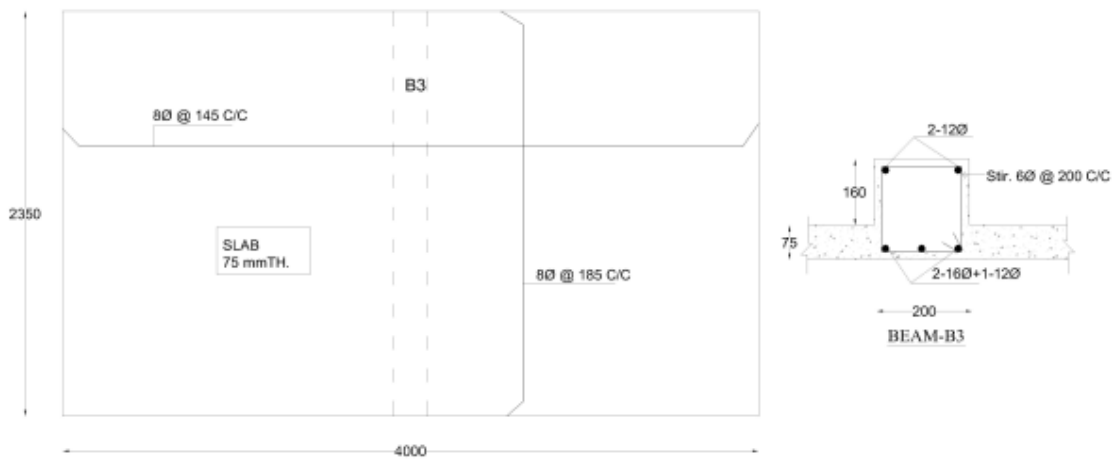 B3
8Ø @ 145 C/C
2350
SLAB
75 mmTH.
8Ø @ 185 C/C
4000
2-12Ø
Stir. 6Ø @ 200 C/C
160
75
2-16Ø+1-12Ø
200
BEAM-B3